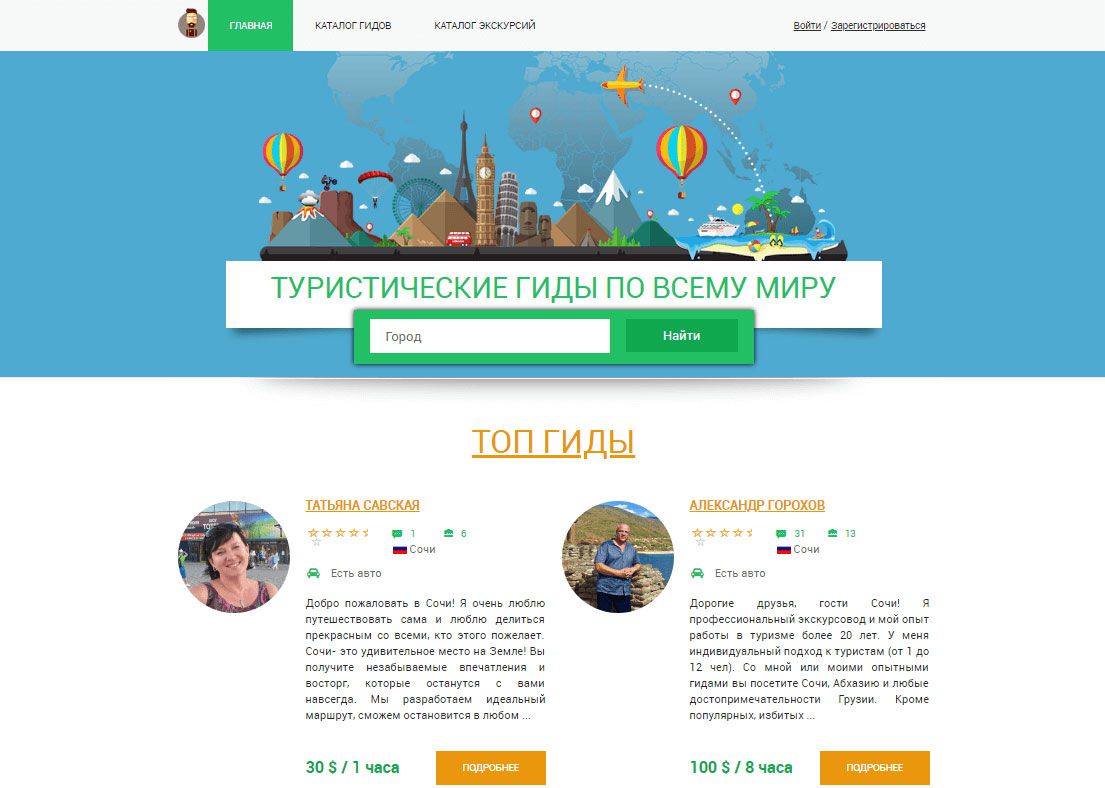 ГЛАВНАЯ
КАТАЛОГ ГИДОВ
КАТАЛОГ ЭКСКУРСИЙ
Войти / Зарегистрироваться
ТУРИСТИЧЕСКИЕ ГИДЫ ПО ВСЕМУ МИРУ
Город
Найти
ТОП ГИДЫ
ТАТЬЯНА САВСКАЯ
1
6
Сочи
Есть авто
Добро пожаловать в Сочи! Я очень люблю
путешествовать сама и люблю делиться
прекрасным со всеми, кто этого пожелает.
Сочи- это удивительное место на Земле! Вы
получите незабываемые впечатления и
восторг, которые останутся с вами
навсегда. Мы разработаем идеальный
маршрут, сможем остановится в любом ...
30 $ / 1 часа
ПОДРОБНЕЕ
АЛЕКСАНДР ГОРОХОВ
31
13
Сочи
Есть авто
Дорогие друзья, гости Сочи! Я
профессиональный экскурсовод и мой опыт
работы в туризме более 20 лет. У меня
индивидуальный подход к туристам (от 1 до
12 чел). Со мной или моими опытными
гидами вы посетите Сочи, Абхазию и любые
достопримечательности Грузии. Кроме
популярных, избитых ...
100 $ / 8 часа
ПОДРОБНЕЕ